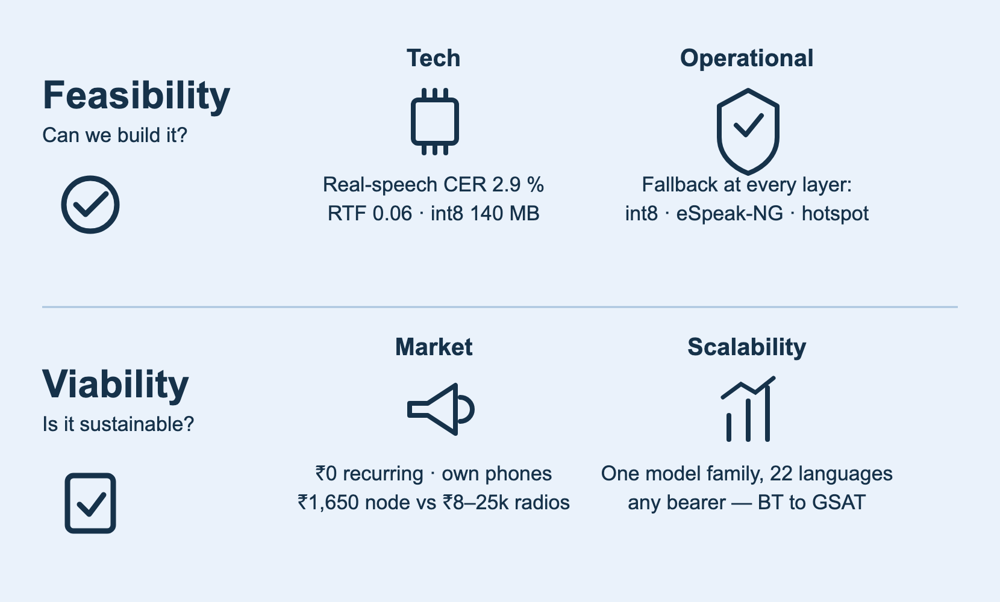 Feasibility
Can we build it?
Tech
Real-speech CER 2.9 %
RTF 0.06 · int8 140 MB
Operational
Fallback at every layer:
int8 · eSpeak-NG · hotspot
Viability
Is it sustainable?
Market
₹0 recurring · own phones
₹1,650 node vs ₹8–25k radios
Scalability
One model family, 22 languages
any bearer — BT to GSAT